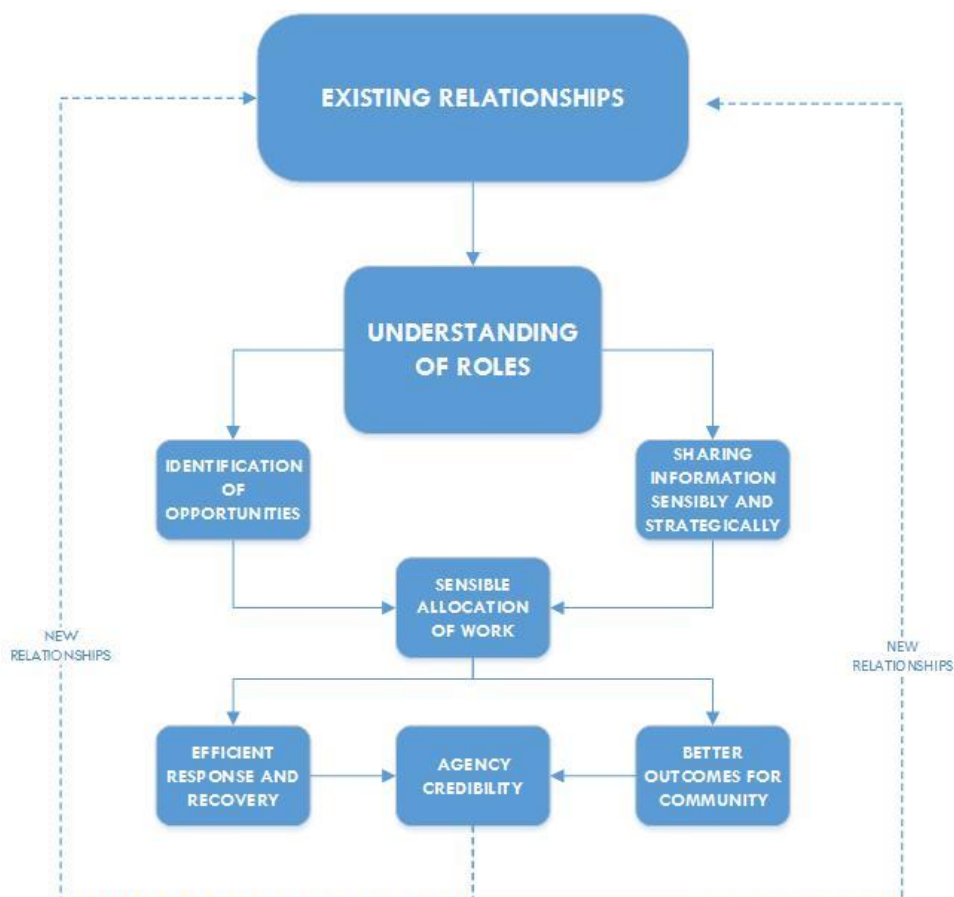 EXISTING RELATIONSHIPS
UNDERSTANDING
OF ROLES
IDENTIFICATION
OF
OPPORTUNITIES
SHARING
INFORMATION
SENSIBLY AND
STRATEGICALLY
SENSIBLE
ALLOCATION
OF WORK
NEW
RELATIONSHIPS
NEW
RELATIONSHIPS
EFFICIENT
RESPONSE AND
RECOVERY
AGENCY
CREDIBILITY
BETTER
OUTCOMES FOR
COMMUNITY